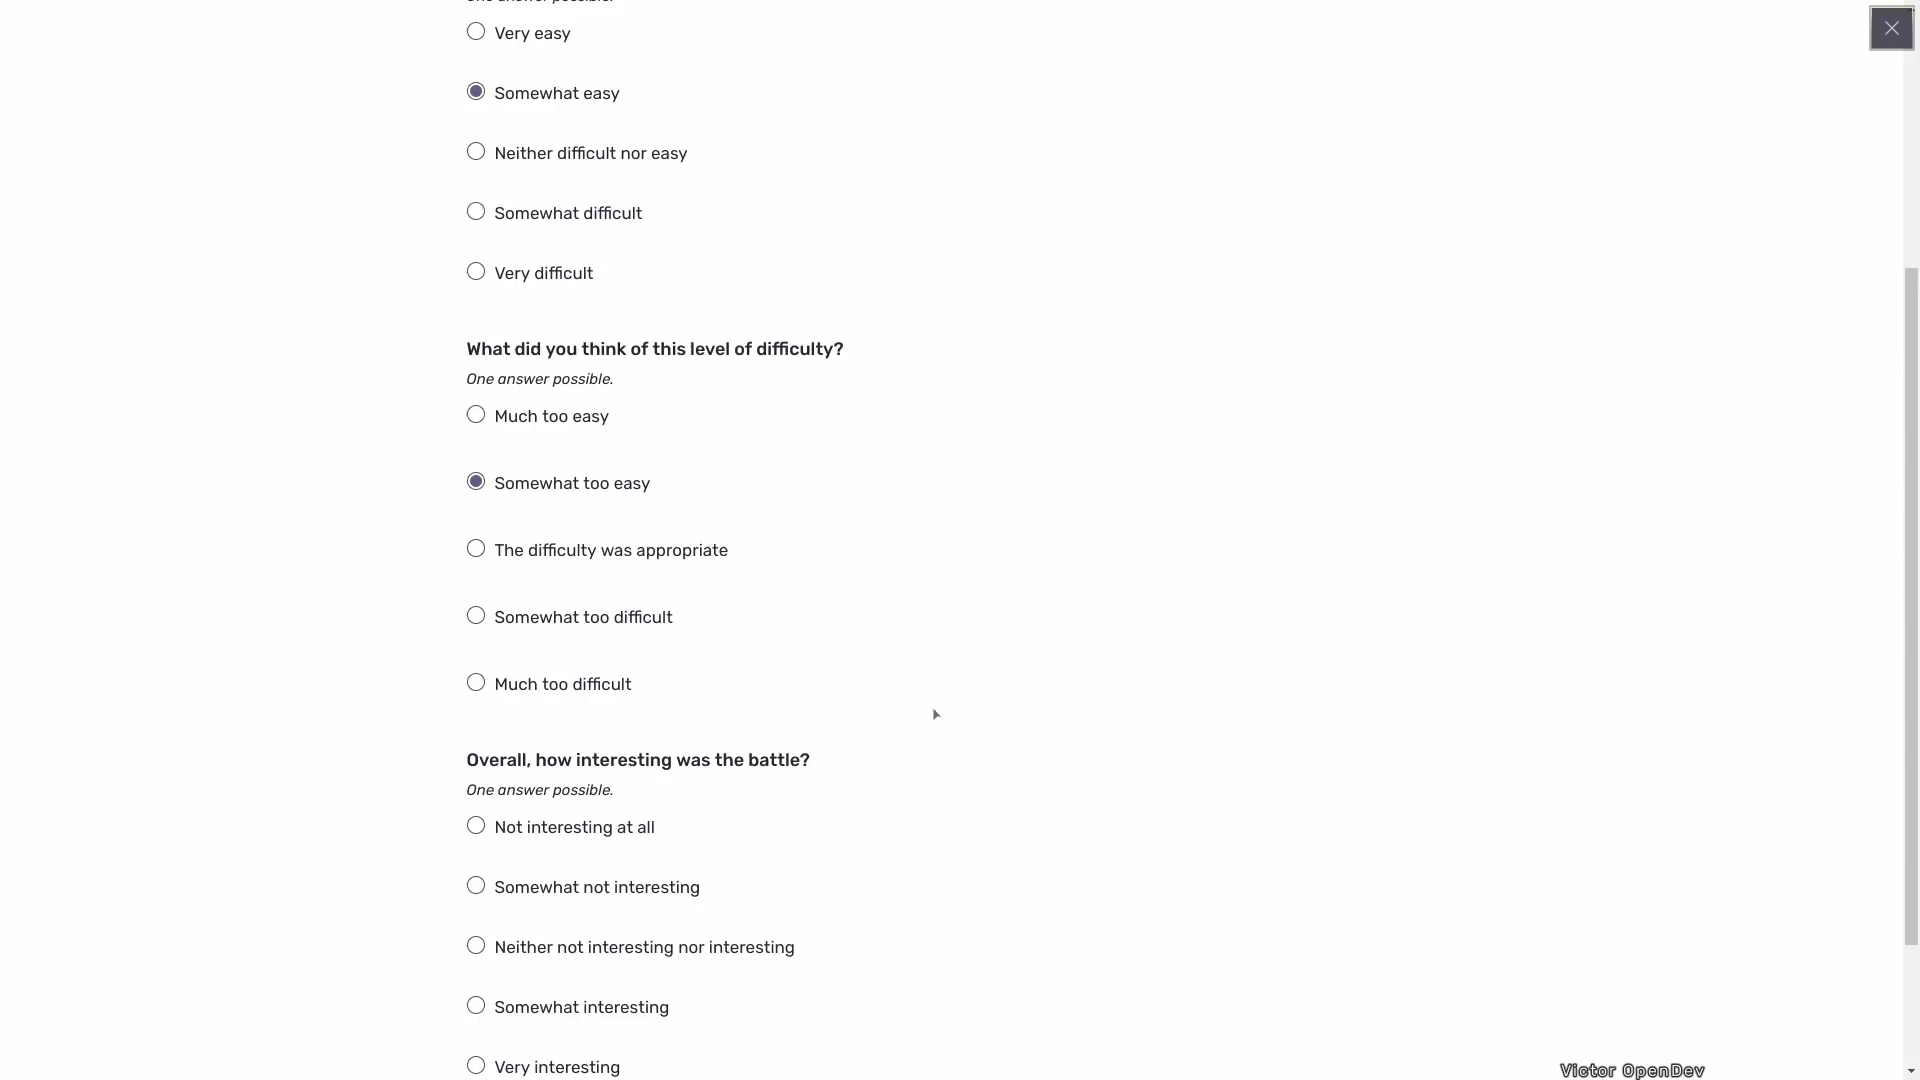 One answer possible.
Very easy
Somewhat easy
Neither difficult nor easy
Somewhat difficult
Very difficult
What did you think of this level of difficulty?
One answer possible.
Much too easy
Somewhat too easy
The difficulty was appropriate
Somewhat too difficult
Much too difficult
Overall, how interesting was the battle?
One answer possible.
Not interesting at all
Somewhat not interesting
Neither not interesting nor interesting
Somewhat interesting
Very interesting
Victor OpenDev